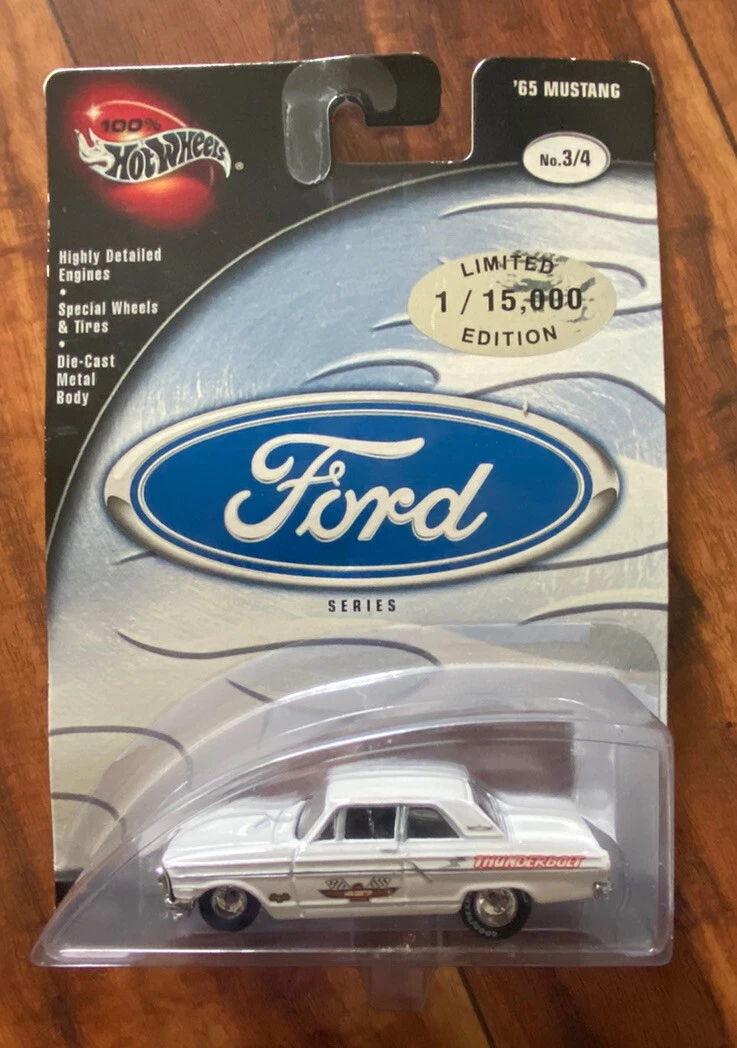 100%
HOT WHEELS®
'65 MUSTANG
No.3/4
Highly Detailed
Engines
•
Special Wheels
& Tires
•
Die-Cast
Metal
Body
LIMITED
1 / 15,000
EDITION
Ford
SERIES
THUNDERBOLT
GOODYEAR